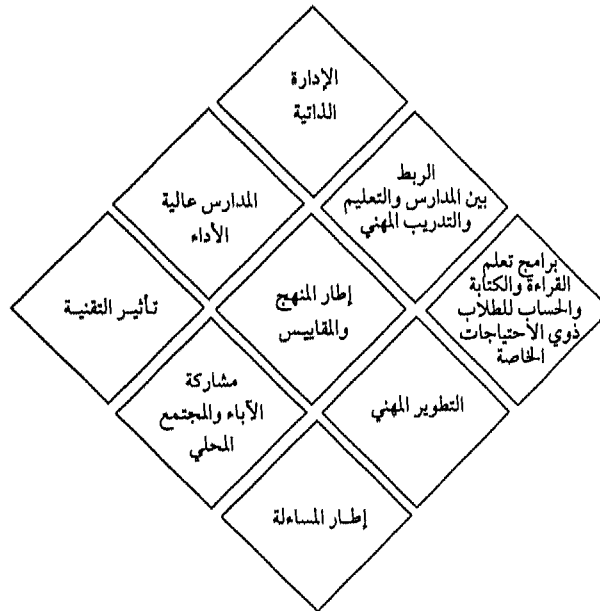 الإدارة
الذاتية
الربط
بين المدارس والتعليم
والتدريب المهني
المدارس عالية
الأداء
برامج تعلم
القراءة والكتابة
والحساب للطلاب
ذوي الاحتياجات
الخاصة
إطار المنهج
والمقاييس
تأثير التقنية
التطوير المهني
مشاركة
الآباء والمجتمع
المحلي
إطار المساءلة